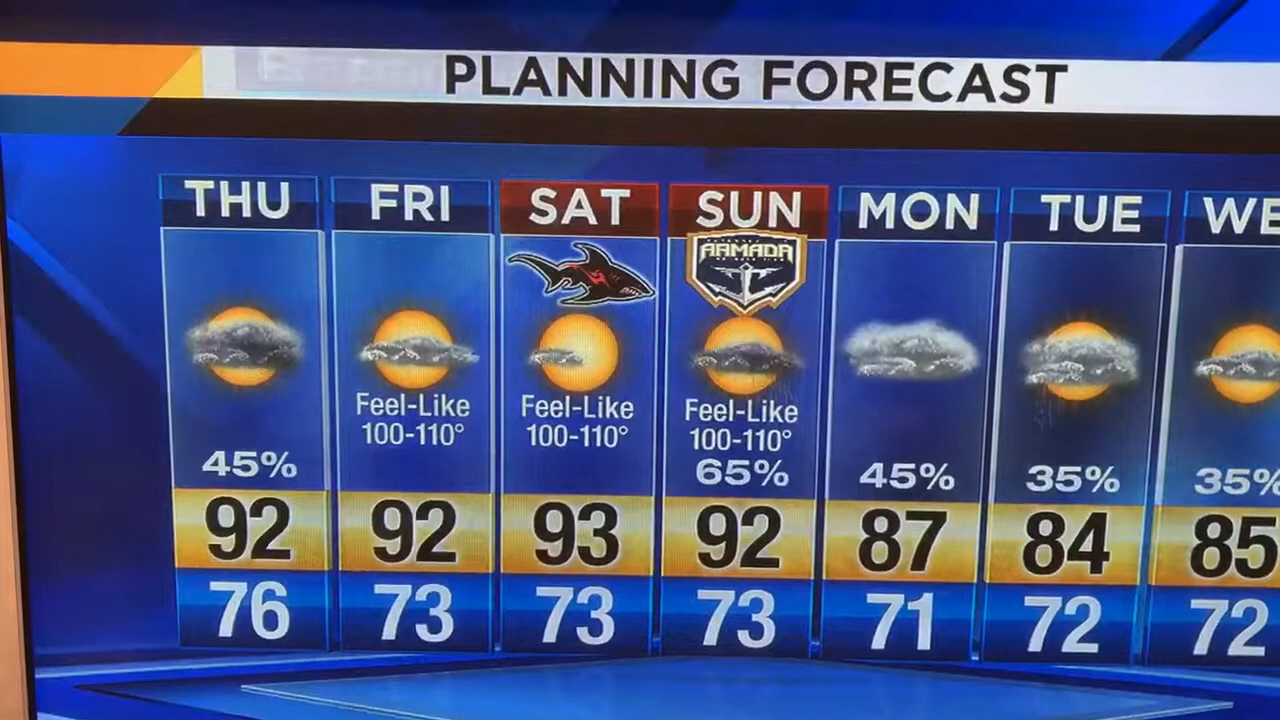 PLANNING FORECAST
THU FRI SAT SUN MON TUE WE
ARMADA
Feel-Like Feel-Like Feel-Like
100-110° 100-110° 100-110°
45% 65% 45% 35% 35%
92 92 93 92 87 84 85
76 73 73 73 71 72 72